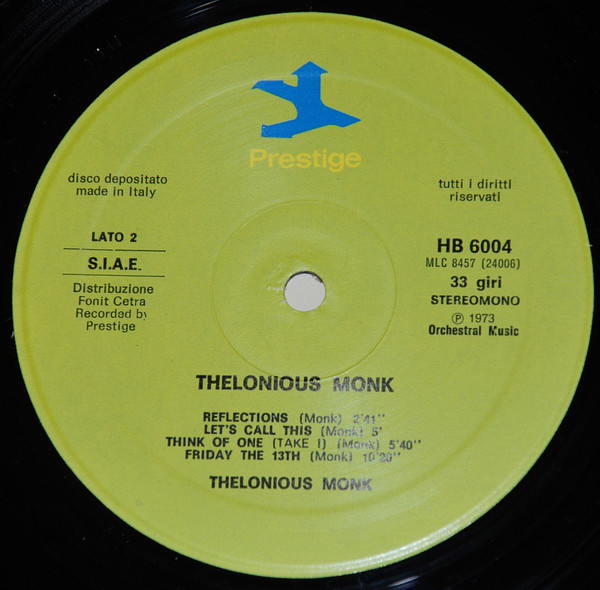 Prestige
disco depositato
made in Italy
tutti i diritti
riservati
LATO 2
S.I.A.E.
Distribuzione
Fonit Cetra
Recorded by
Prestige
HB 6004
MLC 8457 (24006)
33 giri
STEREOMONO
℗ 1973
Orchestral Music
THELONIOUS MONK
REFLECTIONS (Monk) 2'41"
LET'S CALL THIS (Monk) 5'
THINK OF ONE (TAKE I) (Monk) 5'40"
FRIDAY THE 13TH (Monk) 10'20"
THELONIOUS MONK